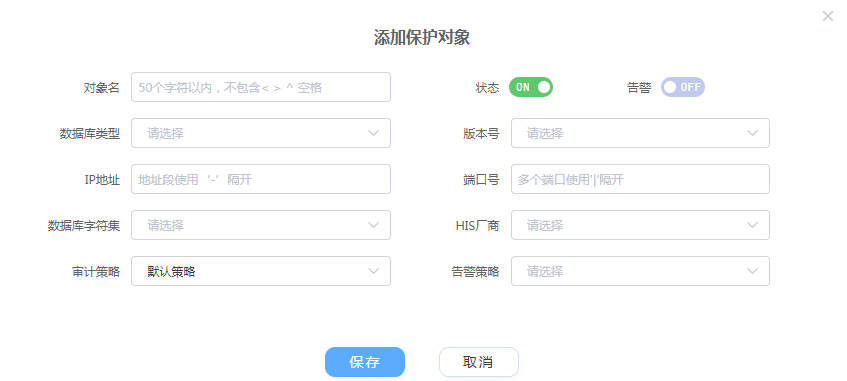 添加保护对象
对象名 50个字符以内，不包含< > ^ 空格 状态 ON 告警 OFF
数据库类型 请选择 版本号 请选择
IP地址 地址段使用‘-’隔开 端口号 多个端口使用'|'隔开
数据库字符集 请选择 HIS厂商 请选择
审计策略 默认策略 告警策略 请选择
保存 取消